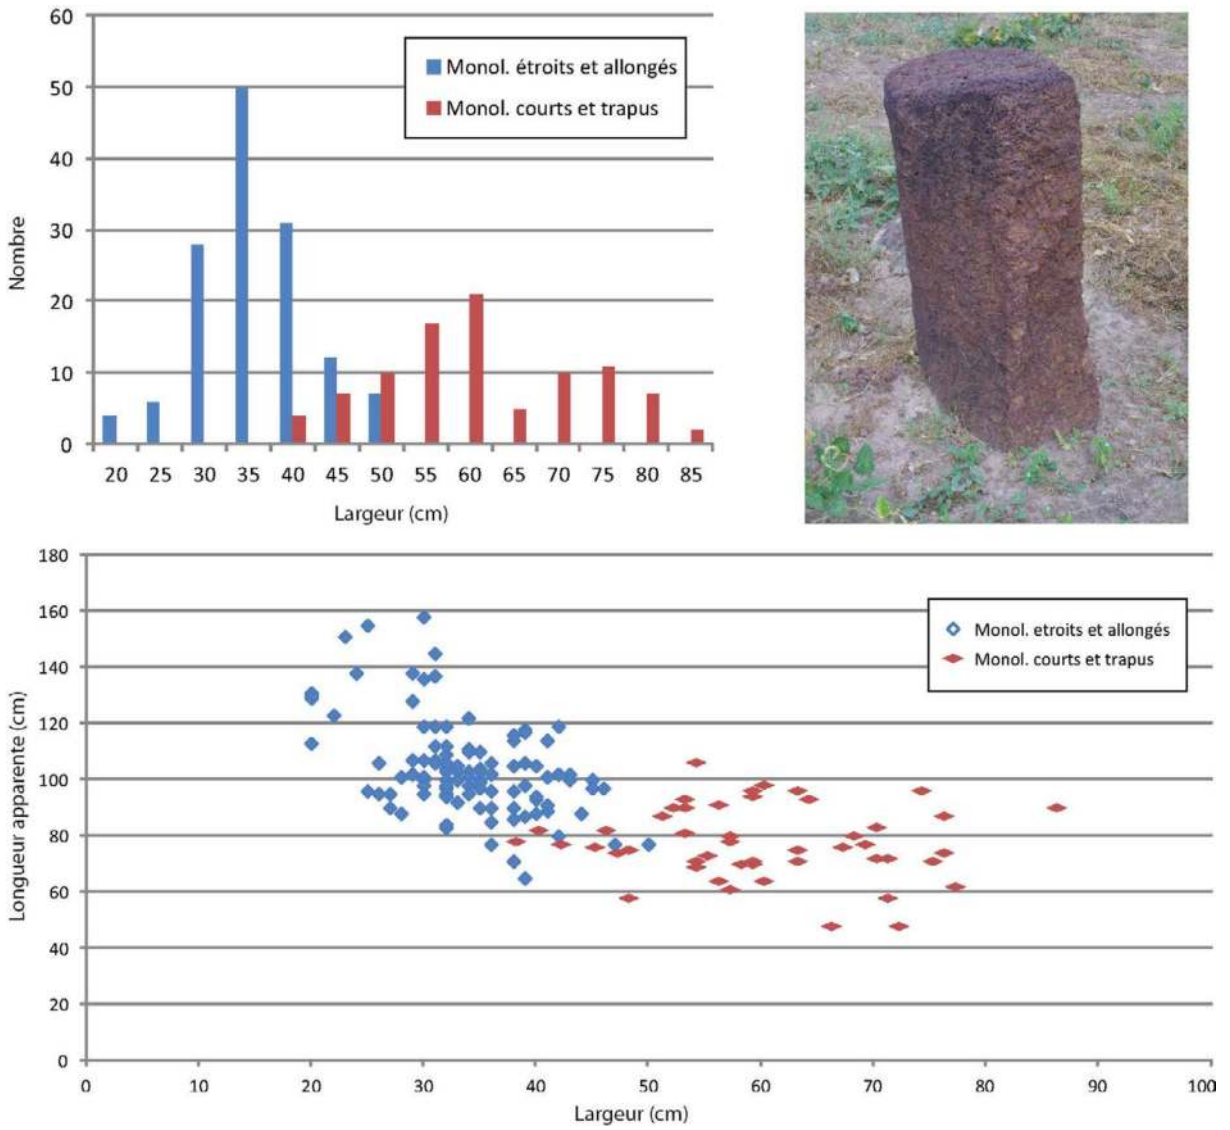 60
50
40
30
20
10
0
Nombre
Monol. étroits et allongés
Monol. courts et trapus
20 25 30 35 40 45 50 55 60 65 70 75 80 85
Largeur (cm)
180
160
140
120
100
80
60
40
20
0
Longueur apparente (cm)
Monol. etroits et allongés
Monol. courts et trapus
0 10 20 30 40 50 60 70 80 90 100
Largeur (cm)